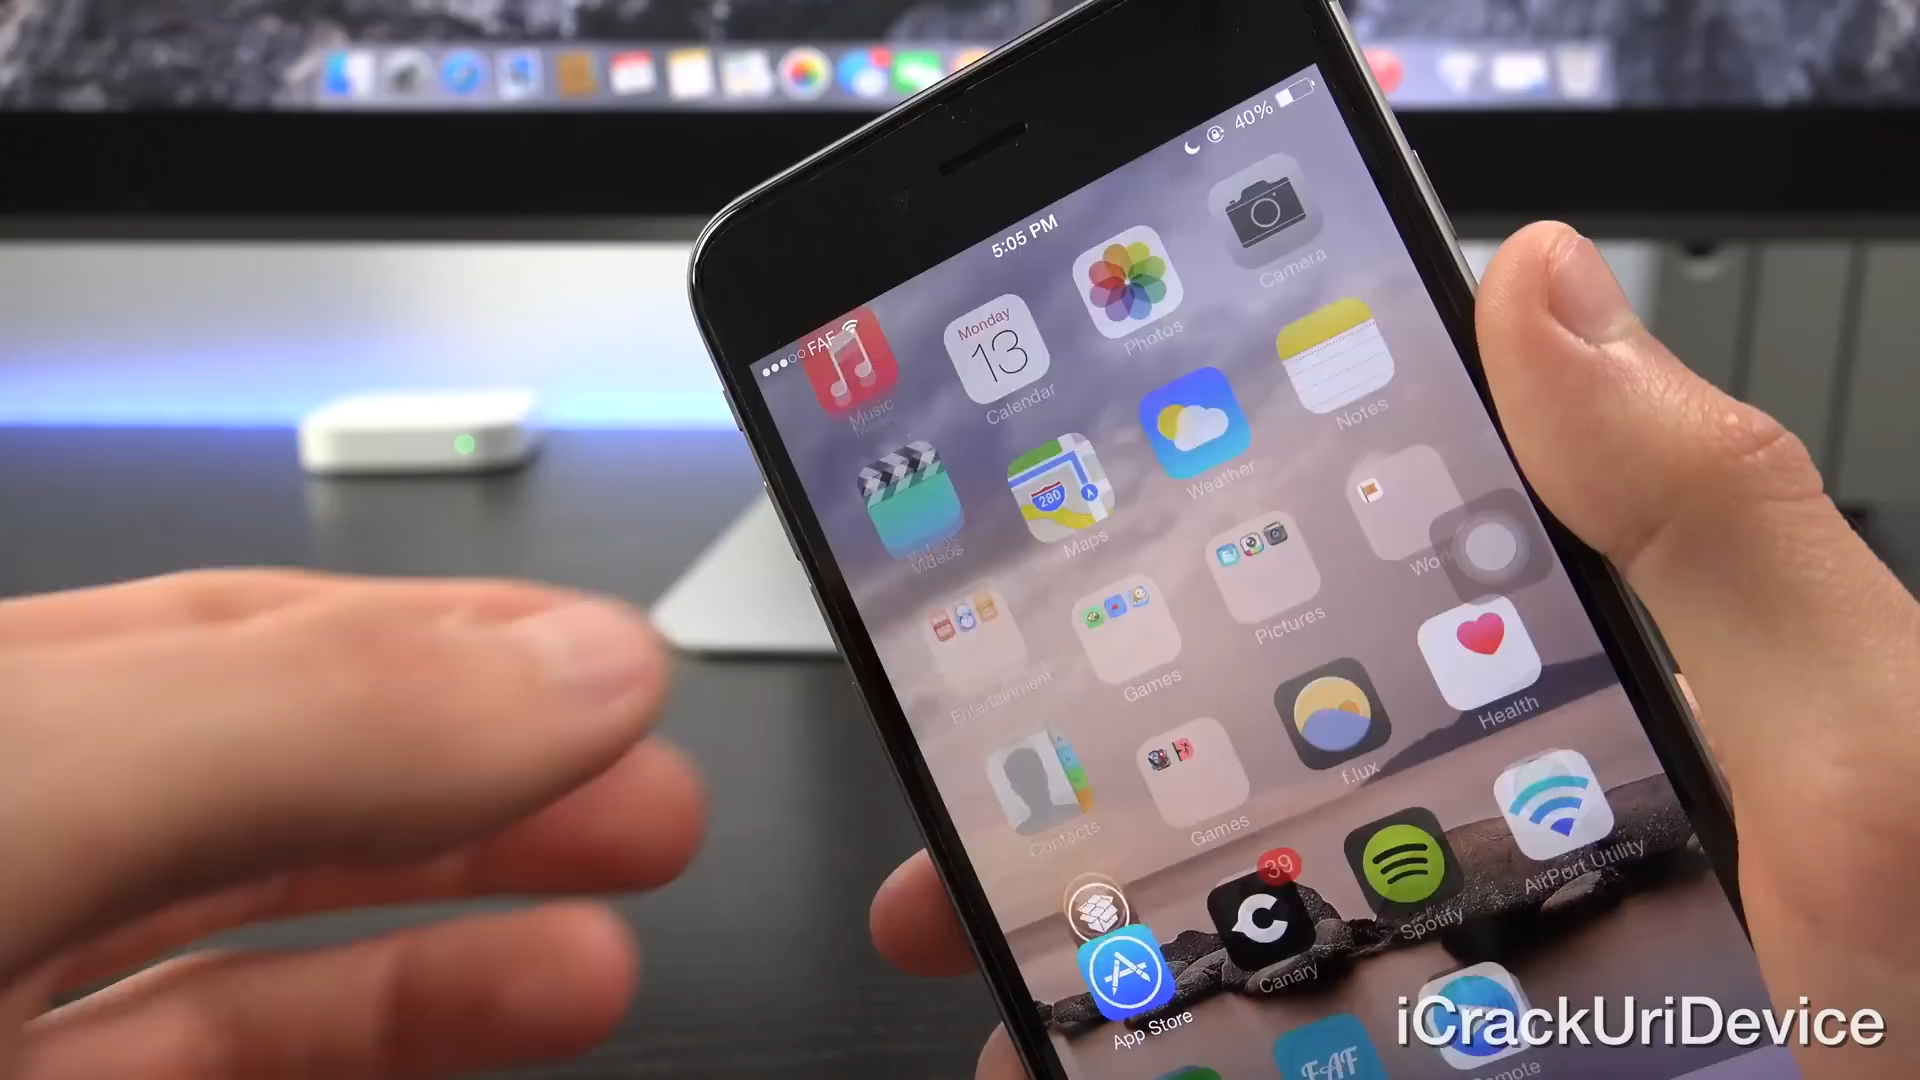 40%
5:05 PM
FAF
Camera
Photos
Monday
13
Calendar
Music
Notes
Weather
280
Maps
Videos
Pictures
Games
Entertainment
Health
f.lux
Games
Contacts
AirPort Utility
Spotify
39
Canary
App Store
FAF
iCrackUriDevice